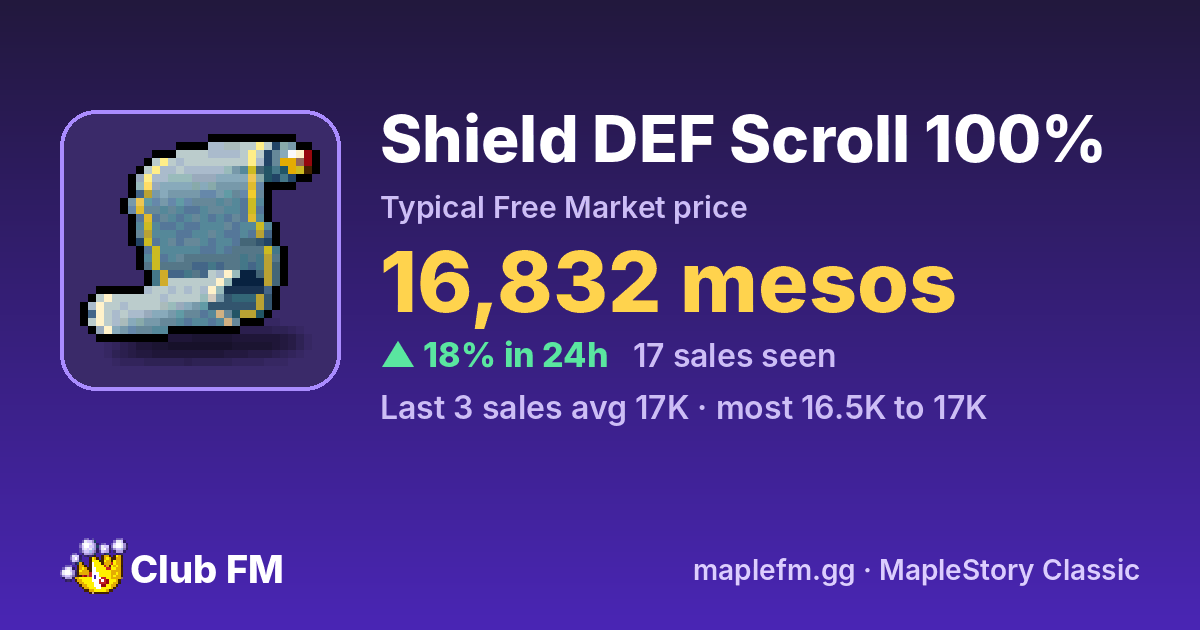 Shield DEF Scroll 100%
Typical Free Market price
16,832 mesos
▲ 18% in 24h 17 sales seen
Last 3 sales avg 17K · most 16.5K to 17K
Club FM
maplefm.gg · MapleStory Classic